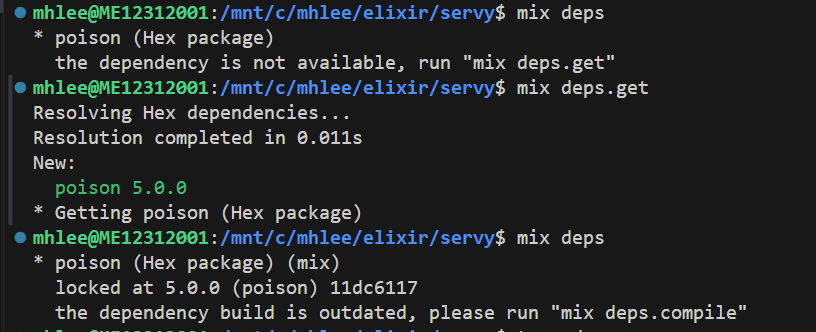 mhlee@ME12312001:/mnt/c/mhlee/elixir/servy$ mix deps
* poison (Hex package)
  the dependency is not available, run "mix deps.get"
mhlee@ME12312001:/mnt/c/mhlee/elixir/servy$ mix deps.get
Resolving Hex dependencies...
Resolution completed in 0.011s
New:
  poison 5.0.0
* Getting poison (Hex package)
mhlee@ME12312001:/mnt/c/mhlee/elixir/servy$ mix deps
* poison (Hex package) (mix)
  locked at 5.0.0 (poison) 11dc6117
  the dependency build is outdated, please run "mix deps.compile"